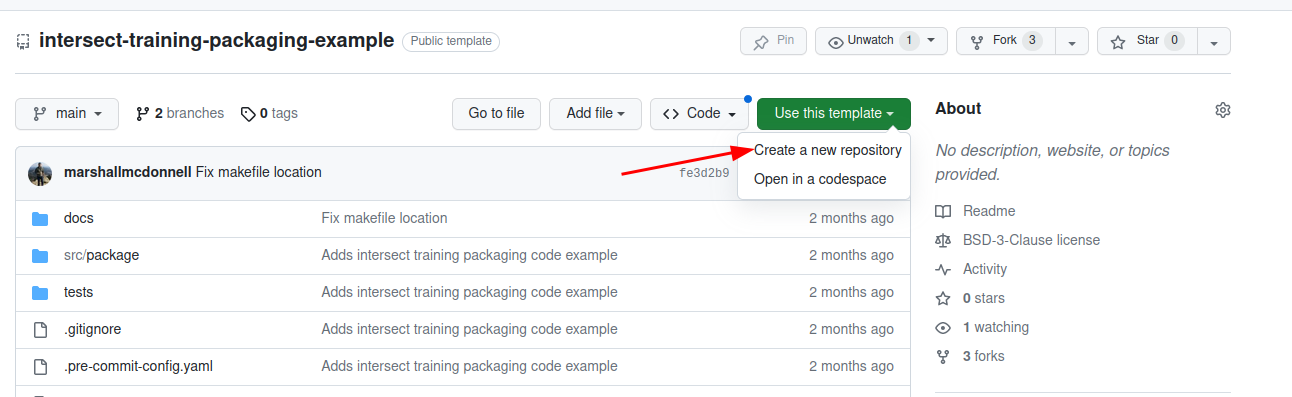 intersect-training-packaging-example Public template Pin Unwatch 1 Fork 3 Star 0
main 2 branches 0 tags Go to file Add file Code Use this template
Create a new repository
Open in a codespace
marshallmcdonnell Fix makefile location fe3d2b9
docs Fix makefile location 2 months ago
src/package Adds intersect training packaging code example 2 months ago
tests Adds intersect training packaging code example 2 months ago
.gitignore Adds intersect training packaging code example 2 months ago
.pre-commit-config.yaml Adds intersect training packaging code example 2 months ago
About
No description, website, or topics
provided.
Readme
BSD-3-Clause license
Activity
0 stars
1 watching
3 forks